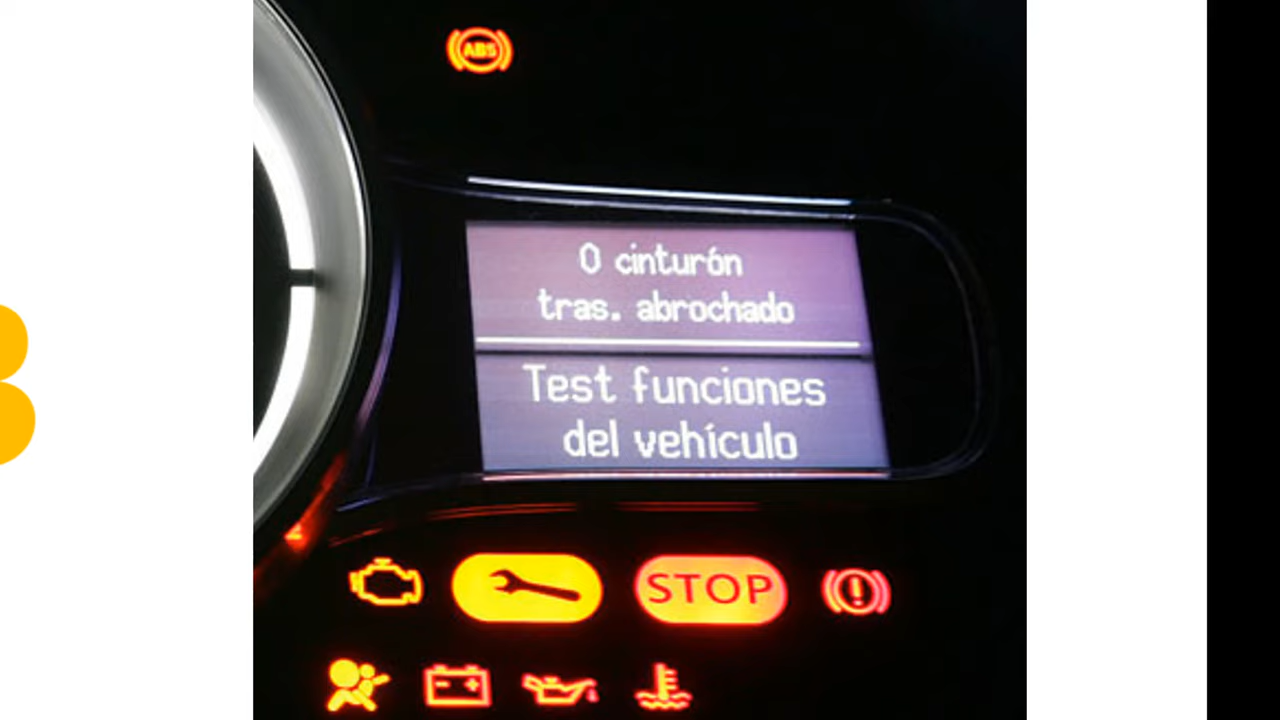 ABS
0 cinturón
tras. abrochado
Test funciones
del vehículo
STOP